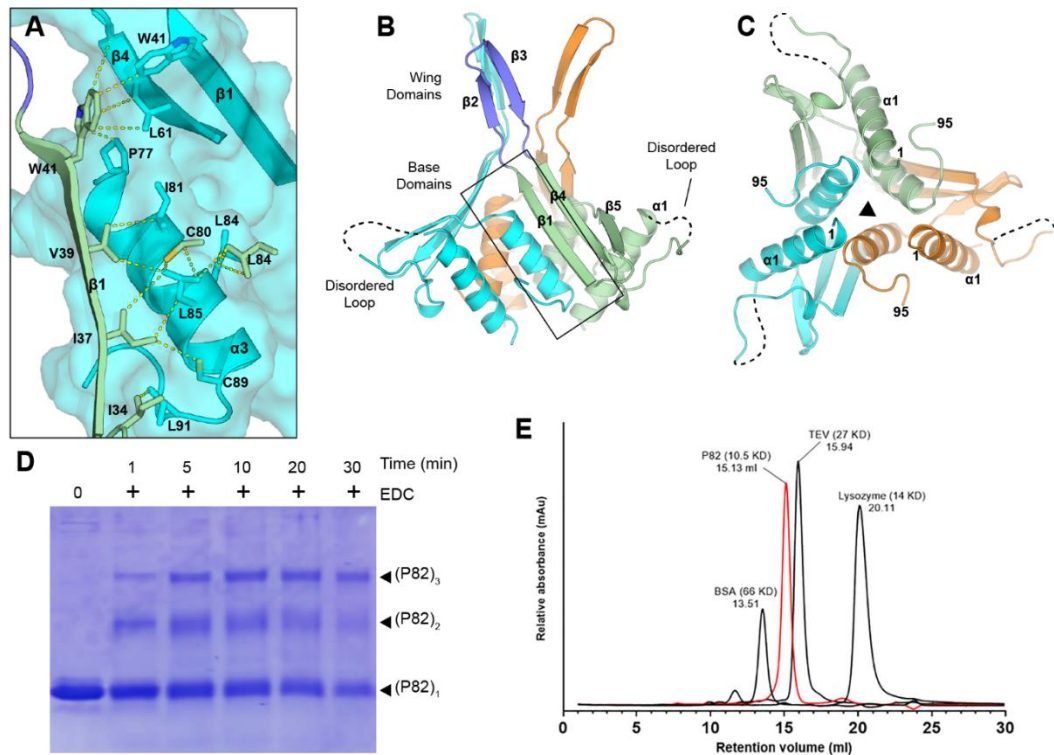 A
W41
β4
β1
L61
P77
W41
I81
L84
C80
L84
V39
β1
L85
I37
α3
C89
I34
L91
B
β3
Wing
Domains
β2
Base
Domains
Disordered
Loop
β4
β5
α1
β1
Disordered
Loop
C
α1
95
1
95
1
1
α1
α1
95
D
1 5 10 20 30 Time (min)
0 + + + + + EDC
(P82)3
(P82)2
(P82)1
E
TEV (27 KD)
15.94
P82 (10.5 KD)
15.13 ml
Lysozyme (14 KD)
20.11
BSA (66 KD)
13.51
Relative absorbance (mAu)
0 5 10 15 20 25 30
Retention volume (ml)